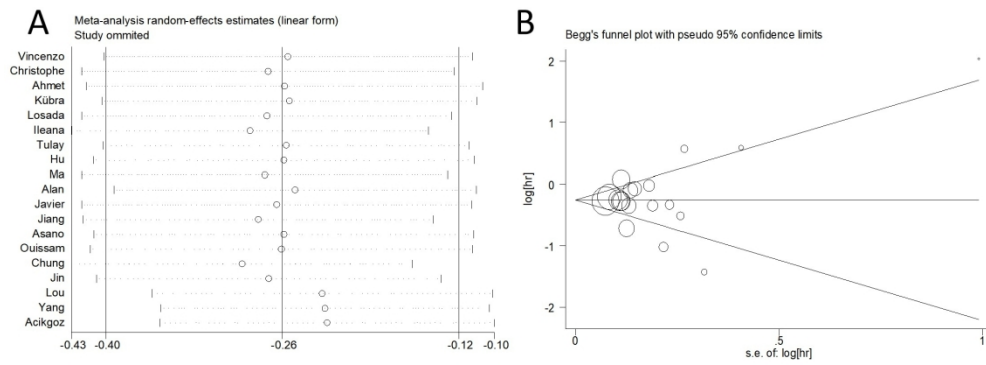 A
Meta-analysis random-effects estimates (linear form)
Study ommited
Vincenzo
Christophe
Ahmet
Kübra
Losada
Ileana
Tulay
Hu
Ma
Alan
Javier
Jiang
Asano
Ouissam
Chung
Jin
Lou
Yang
Acikgoz
-0.43 -0.40 -0.26 -0.12 -0.10
B
Begg's funnel plot with pseudo 95% confidence limits
log[hr]
2
1
0
-1
-2
0 .5 1
s.e. of: log[hr]